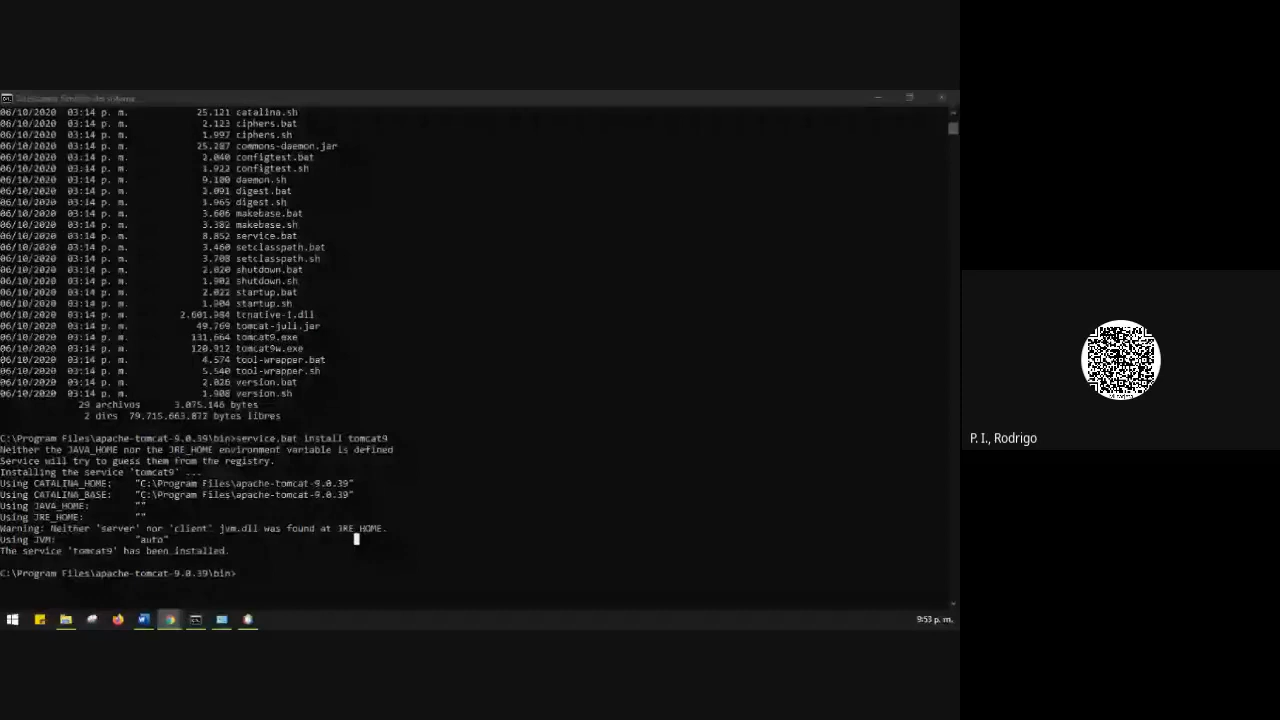 06/10/2020 03:14 p. m. 25.121 catalina.sh
06/10/2020 03:14 p. m. 2.123 ciphers.bat
06/10/2020 03:14 p. m. 1.997 ciphers.sh
06/10/2020 03:14 p. m. 25.287 commons-daemon.jar
06/10/2020 03:14 p. m. 2.040 configtest.bat
06/10/2020 03:14 p. m. 1.922 configtest.sh
06/10/2020 03:14 p. m. 9.100 daemon.sh
06/10/2020 03:14 p. m. 2.091 digest.bat
06/10/2020 03:14 p. m. 1.965 digest.sh
06/10/2020 03:14 p. m. 3.606 makebase.bat
06/10/2020 03:14 p. m. 3.382 makebase.sh
06/10/2020 03:14 p. m. 8.852 service.bat
06/10/2020 03:14 p. m. 3.460 setclasspath.bat
06/10/2020 03:14 p. m. 3.708 setclasspath.sh
06/10/2020 03:14 p. m. 2.020 shutdown.bat
06/10/2020 03:14 p. m. 1.902 shutdown.sh
06/10/2020 03:14 p. m. 2.022 startup.bat
06/10/2020 03:14 p. m. 1.904 startup.sh
06/10/2020 03:14 p. m. 2.601.984 tcnative-1.dll
06/10/2020 03:14 p. m. 49.769 tomcat-juli.jar
06/10/2020 03:14 p. m. 131.664 tomcat9.exe
06/10/2020 03:14 p. m. 120.912 tomcat9w.exe
06/10/2020 03:14 p. m. 4.574 tool-wrapper.bat
06/10/2020 03:14 p. m. 5.540 tool-wrapper.sh
06/10/2020 03:14 p. m. 2.026 version.bat
06/10/2020 03:14 p. m. 1.908 version.sh
29 archivos 3.075.146 bytes
2 dirs 79.715.663.872 bytes libres
C:\Program Files\apache-tomcat-9.0.39\bin>service.bat install tomcat9
Neither the JAVA_HOME nor the JRE_HOME environment variable is defined
Service will try to guess them from the registry.
Installing the service 'tomcat9' ...
Using CATALINA_HOME: "C:\Program Files\apache-tomcat-9.0.39"
Using CATALINA_BASE: "C:\Program Files\apache-tomcat-9.0.39"
Using JAVA_HOME: ""
Using JRE_HOME: ""
Warning: Neither 'server' nor 'client' jvm.dll was found at JRE_HOME.
Using JVM: "auto"
The service 'tomcat9' has been installed.
C:\Program Files\apache-tomcat-9.0.39\bin>
9:53 p. m.
P. I., Rodrigo